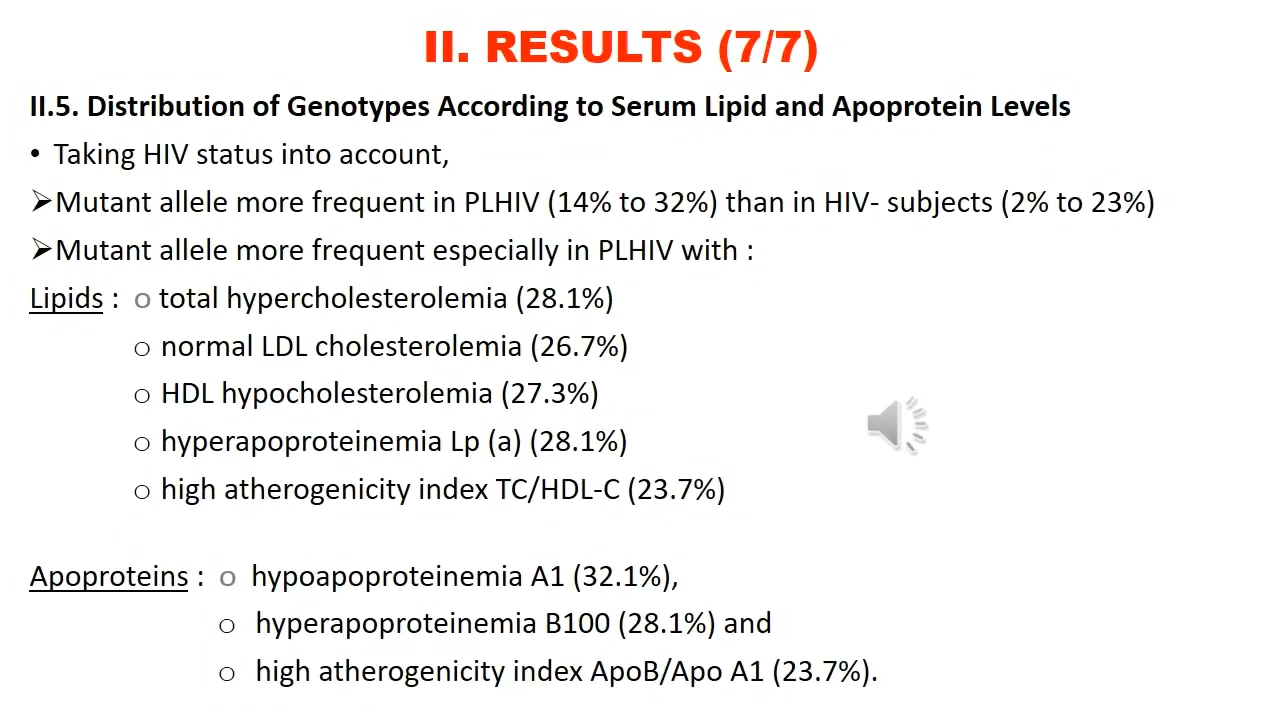 II. RESULTS (7/7)
II.5. Distribution of Genotypes According to Serum Lipid and Apoprotein Levels
• Taking HIV status into account,
➢Mutant allele more frequent in PLHIV (14% to 32%) than in HIV- subjects (2% to 23%)
➢Mutant allele more frequent especially in PLHIV with :
Lipids : o total hypercholesterolemia (28.1%)
o normal LDL cholesterolemia (26.7%)
o HDL hypocholesterolemia (27.3%)
o hyperapoproteinemia Lp (a) (28.1%)
o high atherogenicity index TC/HDL-C (23.7%)
Apoproteins : o hypoapoproteinemia A1 (32.1%),
o hyperapoproteinemia B100 (28.1%) and
o high atherogenicity index ApoB/Apo A1 (23.7%).